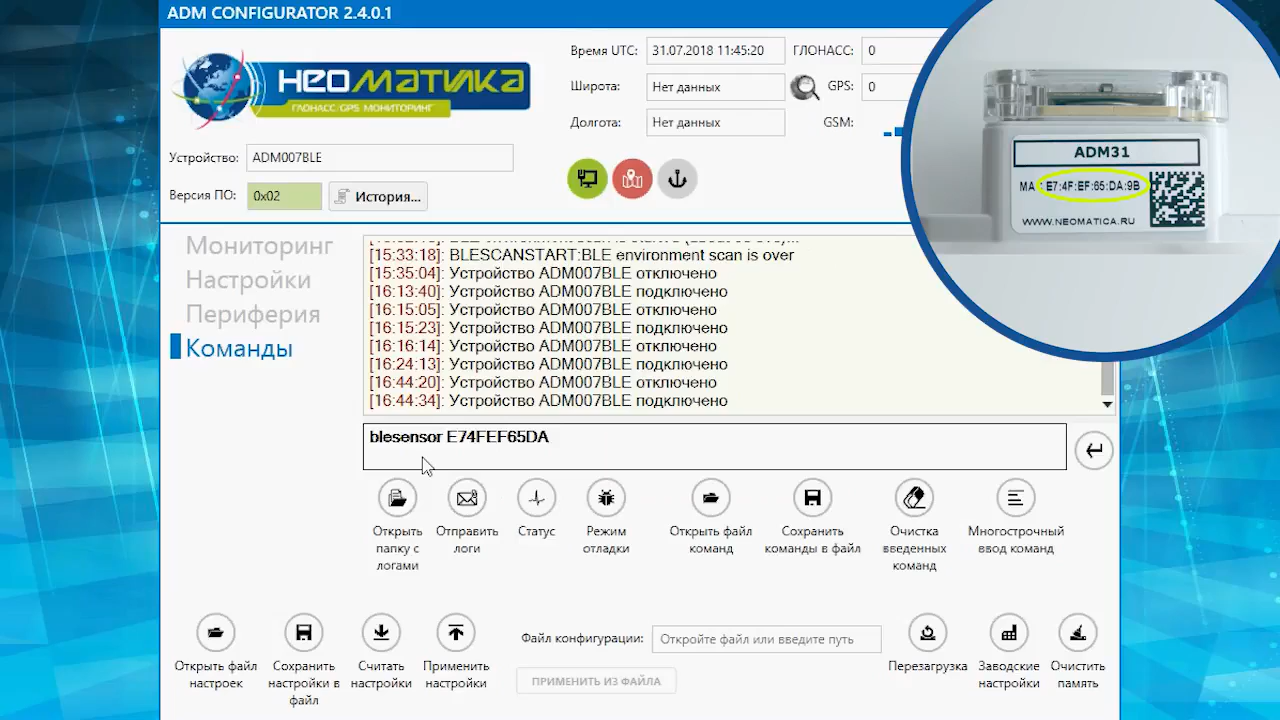 ADM CONFIGURATOR 2.4.0.1
НЕОМАТИКА
ГЛОНАСС/GPS МОНИТОРИНГ
Время UTC: 31.07.2018 11:45:20 ГЛОНАСС: 0
Широта: Нет данных GPS: 0
Долгота: Нет данных GSM:
Устройство: ADM007BLE
Версия ПО: 0x02 История...
ADM31
MA E7:4F:EF:65:DA:9B
WWW.NEOMATICA.RU
Мониторинг
Настройки
Периферия
Команды
[15:33:18]: BLESCANSTART:BLE environment scan is over
[15:35:04]: Устройство ADM007BLE отключено
[16:13:40]: Устройство ADM007BLE подключено
[16:15:05]: Устройство ADM007BLE отключено
[16:15:23]: Устройство ADM007BLE подключено
[16:16:14]: Устройство ADM007BLE отключено
[16:24:13]: Устройство ADM007BLE подключено
[16:44:20]: Устройство ADM007BLE отключено
[16:44:34]: Устройство ADM007BLE подключено
blesensor E74FEF65DA
Открыть папку с логами
Отправить логи
Статус
Режим отладки
Открыть файл команд
Сохранить команды в файл
Очистка введенных команд
Многострочный ввод команд
Открыть файл настроек
Сохранить настройки в файл
Считать настройки
Применить настройки
Файл конфигурации: Откройте файл или введите путь
ПРИМЕНИТЬ ИЗ ФАЙЛА
Перезагрузка
Заводские настройки
Очистить память